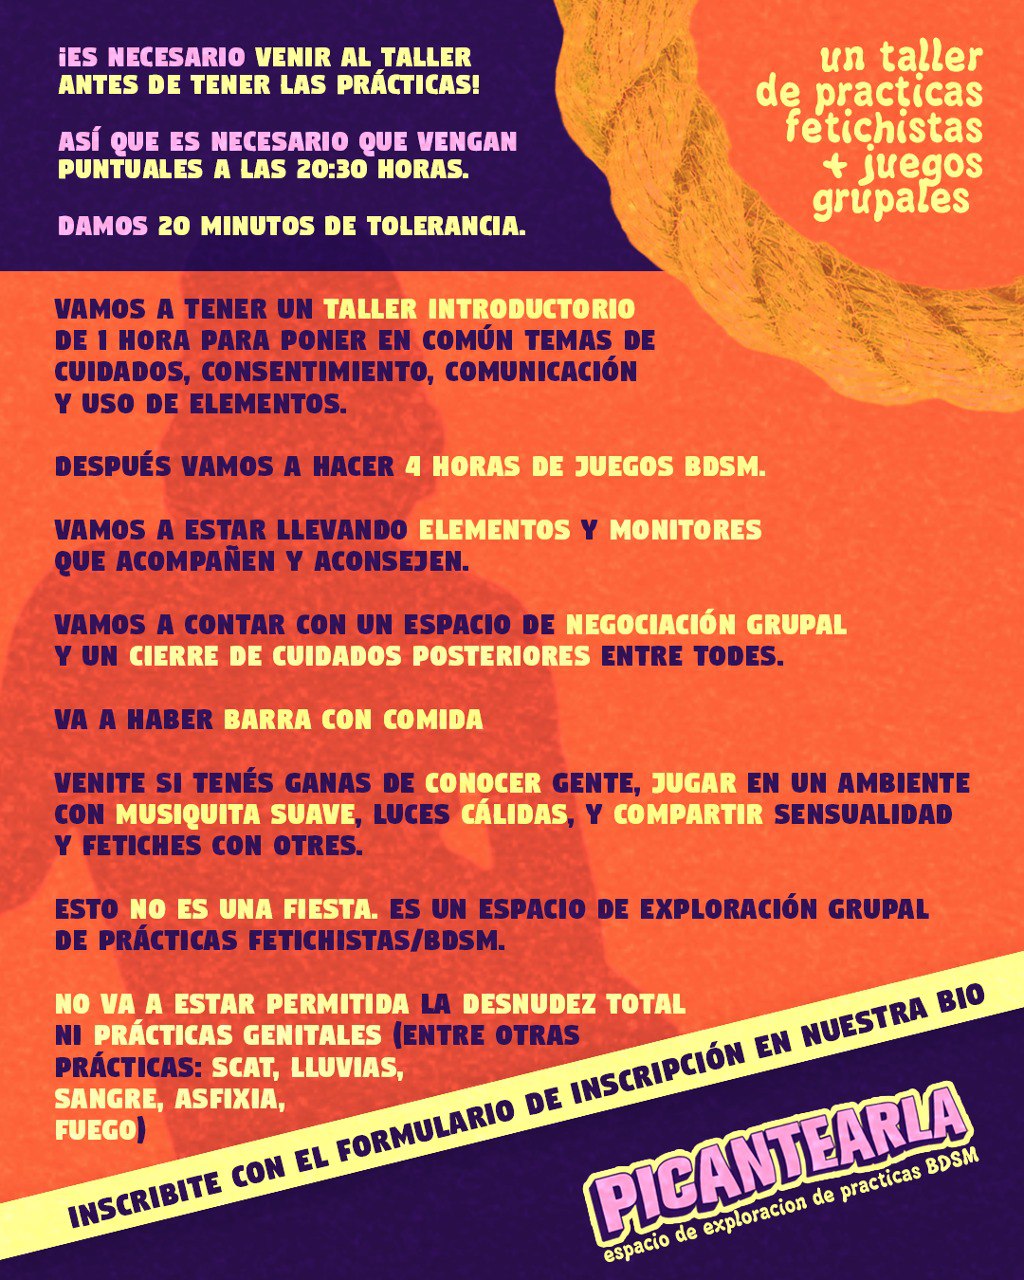 ¡ES NECESARIO VENIR AL TALLER
ANTES DE TENER LAS PRÁCTICAS!
ASÍ QUE ES NECESARIO QUE VENGAN
PUNTUALES A LAS 20:30 HORAS.
DAMOS 20 MINUTOS DE TOLERANCIA.
un taller
de practicas
fetichistas
+ juegos
grupales
VAMOS A TENER UN TALLER INTRODUCTORIO
DE 1 HORA PARA PONER EN COMÚN TEMAS DE
CUIDADOS, CONSENTIMIENTO, COMUNICACIÓN
Y USO DE ELEMENTOS.
DESPUÉS VAMOS A HACER 4 HORAS DE JUEGOS BDSM.
VAMOS A ESTAR LLEVANDO ELEMENTOS Y MONITORES
QUE ACOMPAÑEN Y ACONSEJEN.
VAMOS A CONTAR CON UN ESPACIO DE NEGOCIACIÓN GRUPAL
Y UN CIERRE DE CUIDADOS POSTERIORES ENTRE TODES.
VA A HABER BARRA CON COMIDA
VENITE SI TENÉS GANAS DE CONOCER GENTE, JUGAR EN UN AMBIENTE
CON MUSIQUITA SUAVE, LUCES CÁLIDAS, Y COMPARTIR SENSUALIDAD
Y FETICHES CON OTRES.
ESTO NO ES UNA FIESTA. ES UN ESPACIO DE EXPLORACIÓN GRUPAL
DE PRÁCTICAS FETICHISTAS/BDSM.
NO VA A ESTAR PERMITIDA LA DESNUDEZ TOTAL
NI PRÁCTICAS GENITALES (ENTRE OTRAS
PRÁCTICAS: SCAT, LLUVIAS,
SANGRE, ASFIXIA,
FUEGO)
INSCRIBITE CON EL FORMULARIO DE INSCRIPCIÓN EN NUESTRA BIO
PICANTEARLA
espacio de exploracion de practicas BDSM